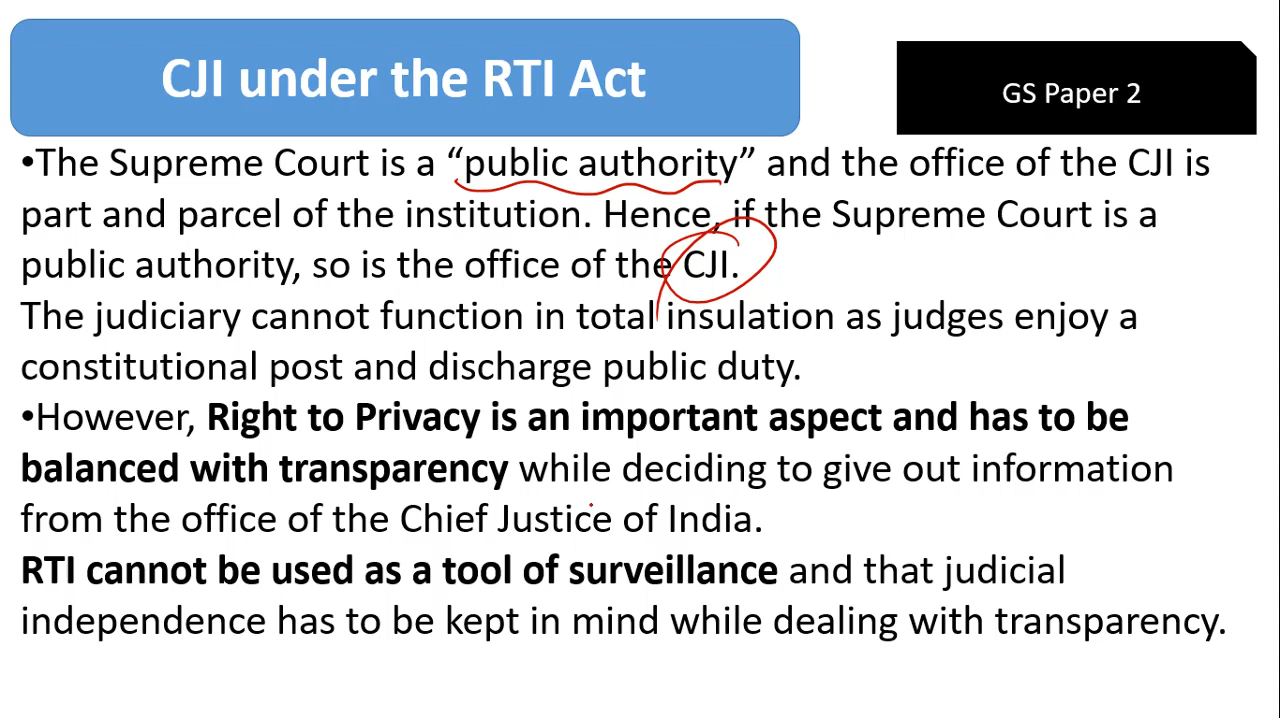 CJI under the RTI Act
GS Paper 2
•The Supreme Court is a “public authority” and the office of the CJI is
part and parcel of the institution. Hence, if the Supreme Court is a
public authority, so is the office of the CJI.
The judiciary cannot function in total insulation as judges enjoy a
constitutional post and discharge public duty.
•However, Right to Privacy is an important aspect and has to be
balanced with transparency while deciding to give out information
from the office of the Chief Justice of India.
RTI cannot be used as a tool of surveillance and that judicial
independence has to be kept in mind while dealing with transparency.